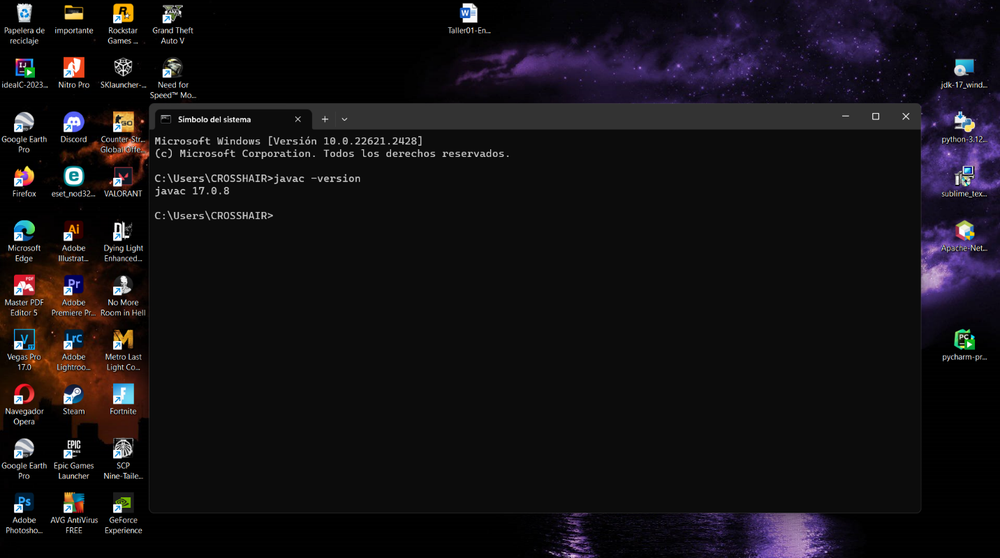 Papelera de
reciclaje
importante
Rockstar
Games ...
Grand Theft
Auto V
Taller01-En...
ideaIC-2023...
Nitro Pro
SKlauncher-...
Need for
Speed™ Mo...
jdk-17_wind...
Símbolo del sistema
Microsoft Windows [Versión 10.0.22621.2428]
(c) Microsoft Corporation. Todos los derechos reservados.
C:\Users\CROSSHAIR>javac -version
javac 17.0.8
C:\Users\CROSSHAIR>
Google Earth
Pro
Discord
Counter-Str...
Global Offe...
python-3.12...
Firefox
eset_nod32...
VALORANT
sublime_tex...
Microsoft
Edge
Adobe
Illustrat...
Dying Light
Enhanced...
Apache-Net...
Master PDF
Editor 5
Adobe
Premiere Pr...
No More
Room in Hell
Vegas Pro
17.0
Adobe
Lightroo...
Metro Last
Light Co...
pycharm-pr...
Navegador
Opera
Steam
Fortnite
Google Earth
Pro
Epic Games
Launcher
SCP
Nine-Taile...
Adobe
Photosho...
AVG AntiVirus
FREE
GeForce
Experience